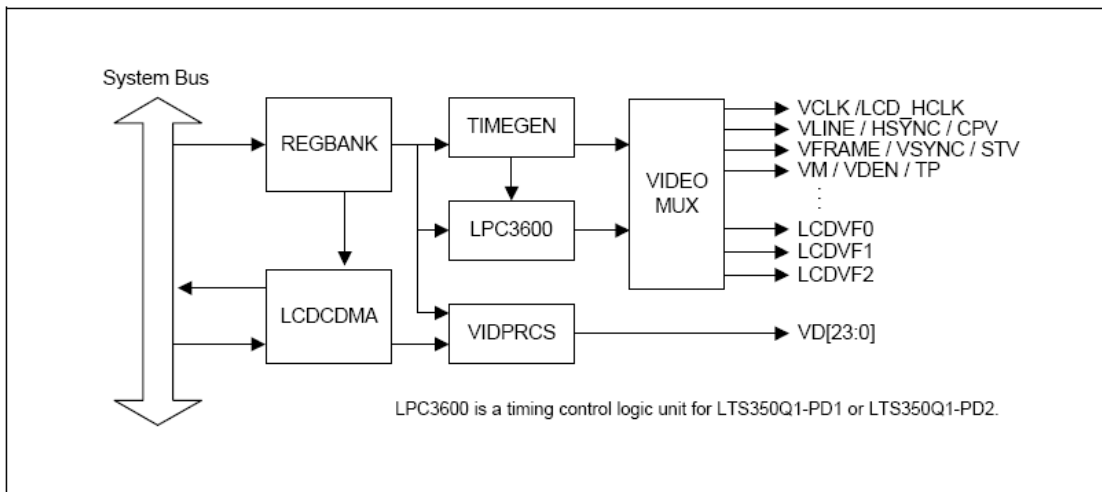 System Bus
REGBANK
TIMEGEN
LPC3600
VIDEO
MUX
VCLK /LCD_HCLK
VLINE / HSYNC / CPV
VFRAME / VSYNC / STV
VM / VDEN / TP
LCDVF0
LCDVF1
LCDVF2
LCDCDMA
VIDPRCS
VD[23:0]
LPC3600 is a timing control logic unit for LTS350Q1-PD1 or LTS350Q1-PD2.